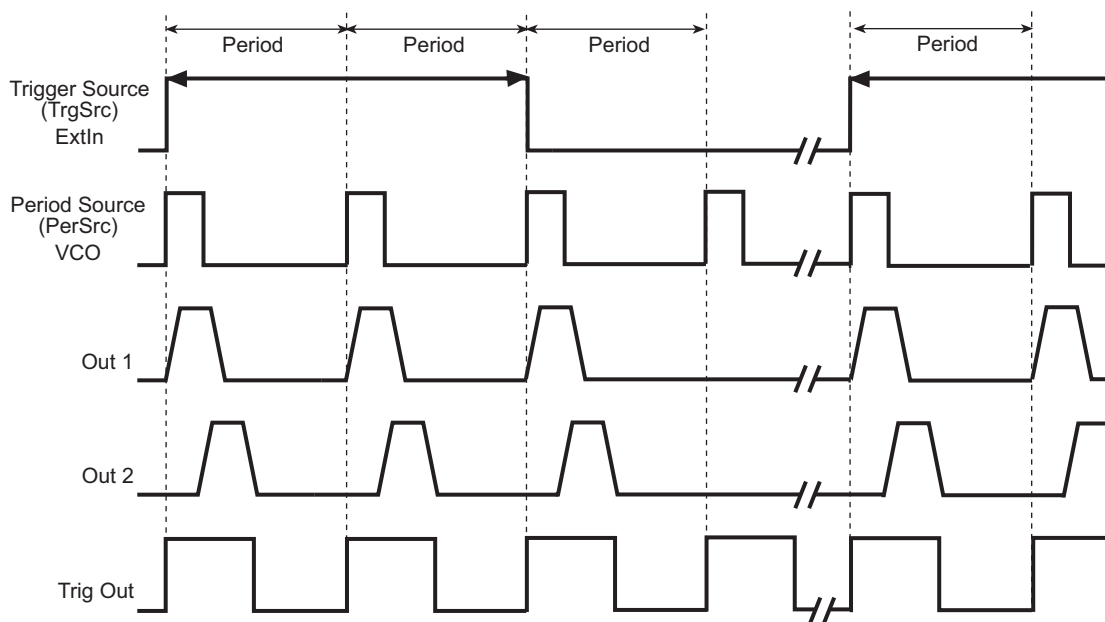 Period
Period
Period
Period
Trigger Source
(TrgSrc)
ExtIn
Period Source
(PerSrc)
VCO
Out 1
Out 2
Trig Out